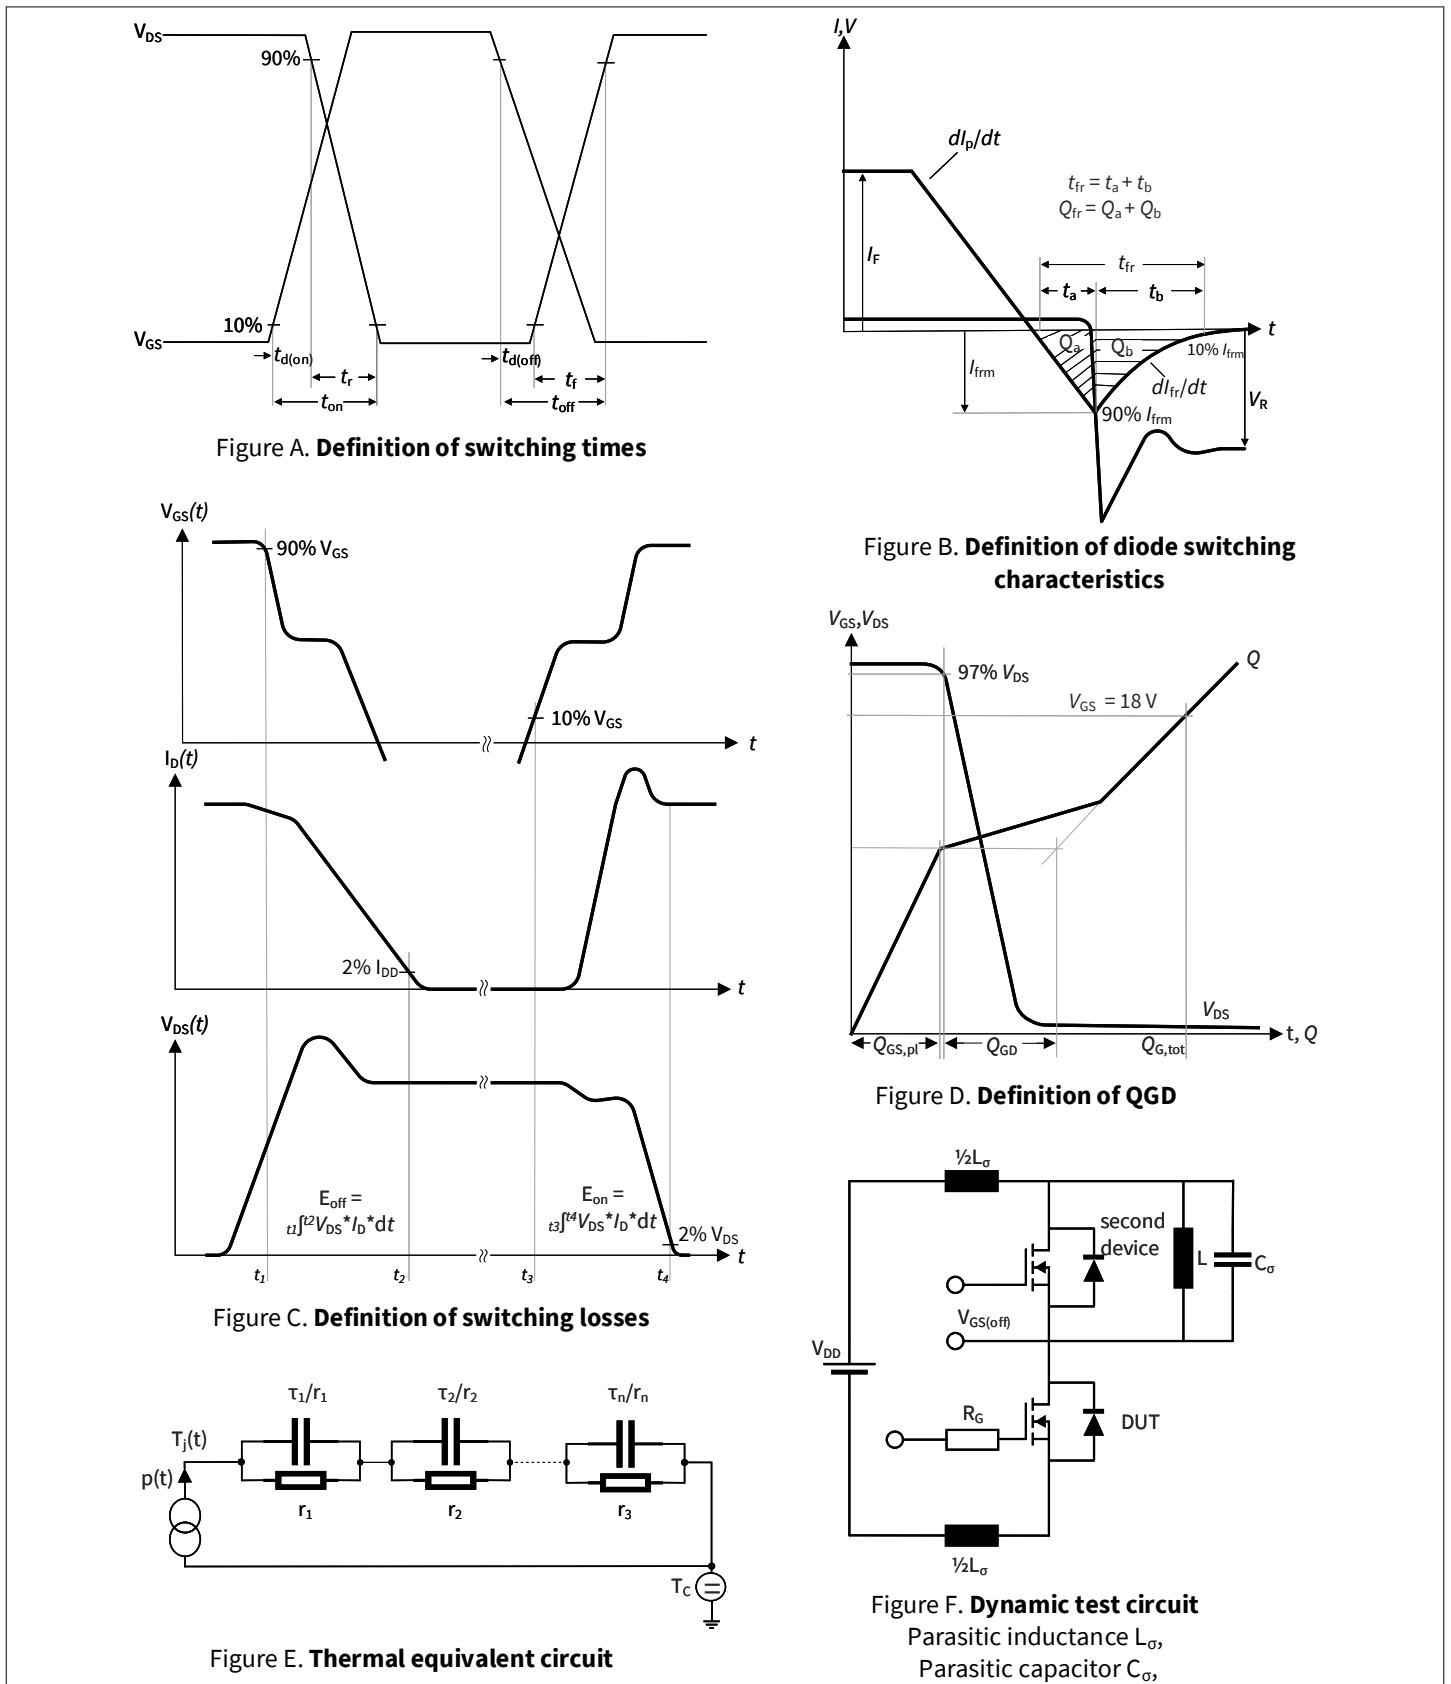 V_DS
90%
10%
V_GS
t_d(on)
t_d(off)
t_r
t_f
t_on
t_off
Figure A. Definition of switching times
I,V
dI_p/dt
t_fr = t_a + t_b
Q_fr = Q_a + Q_b
I_F
t_fr
t_a
t_b
t
Q_a
Q_b
10% I_frm
I_frm
dI_fr/dt
90% I_frm
V_R
Figure B. Definition of diode switching
characteristics
V_GS(t)
90% V_GS
10% V_GS
t
I_D(t)
2% I_DD
t
V_DS(t)
E_off =
t1∫t2 V_DS*I_D*dt
E_on =
t3∫t4 V_DS*I_D*dt
2% V_DS
t
t_1
t_2
t_3
t_4
Figure C. Definition of switching losses
V_GS,V_DS
97% V_DS
Q
V_GS = 18 V
V_DS
t, Q
Q_GS,pl
Q_GD
Q_G,tot
Figure D. Definition of QGD
τ_1/r_1
τ_2/r_2
τ_n/r_n
T_j(t)
p(t)
r_1
r_2
r_3
T_C
Figure E. Thermal equivalent circuit
½L_σ
second
device
L
C_σ
V_GS(off)
V_DD
R_G
DUT
½L_σ
Figure F. Dynamic test circuit
Parasitic inductance L_σ,
Parasitic capacitor C_σ,